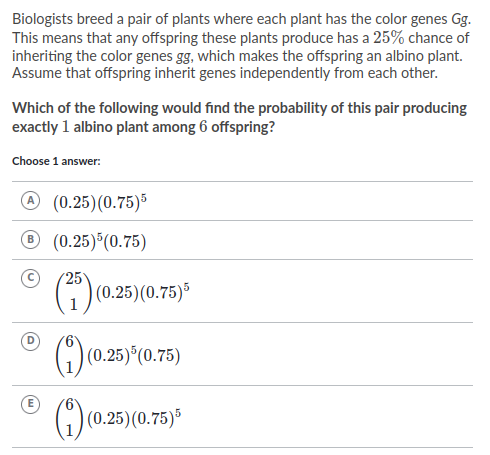 Biologists breed a pair of plants where each plant has the color genes Gg.
This means that any offspring these plants produce has a 25% chance of
inheriting the color genes gg, which makes the offspring an albino plant.
Assume that offspring inherit genes independently from each other.
Which of the following would find the probability of this pair producing
exactly 1 albino plant among 6 offspring?
Choose 1 answer:
A (0.25)(0.75)⁵
B (0.25)⁵(0.75)
C (25 1)(0.25)(0.75)⁵
D (6 1)(0.25)⁵(0.75)
E (6 1)(0.25)(0.75)⁵